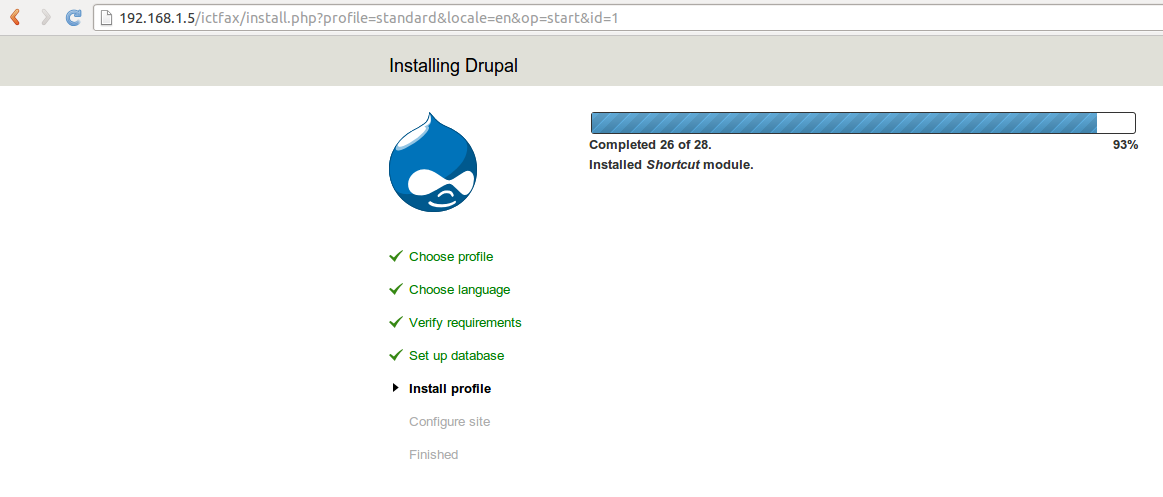 192.168.1.5/ictfax/install.php?profile=standard&locale=en&op=start&id=1
Installing Drupal
Completed 26 of 28.
93%
Installed Shortcut module.
Choose profile
Choose language
Verify requirements
Set up database
Install profile
Configure site
Finished